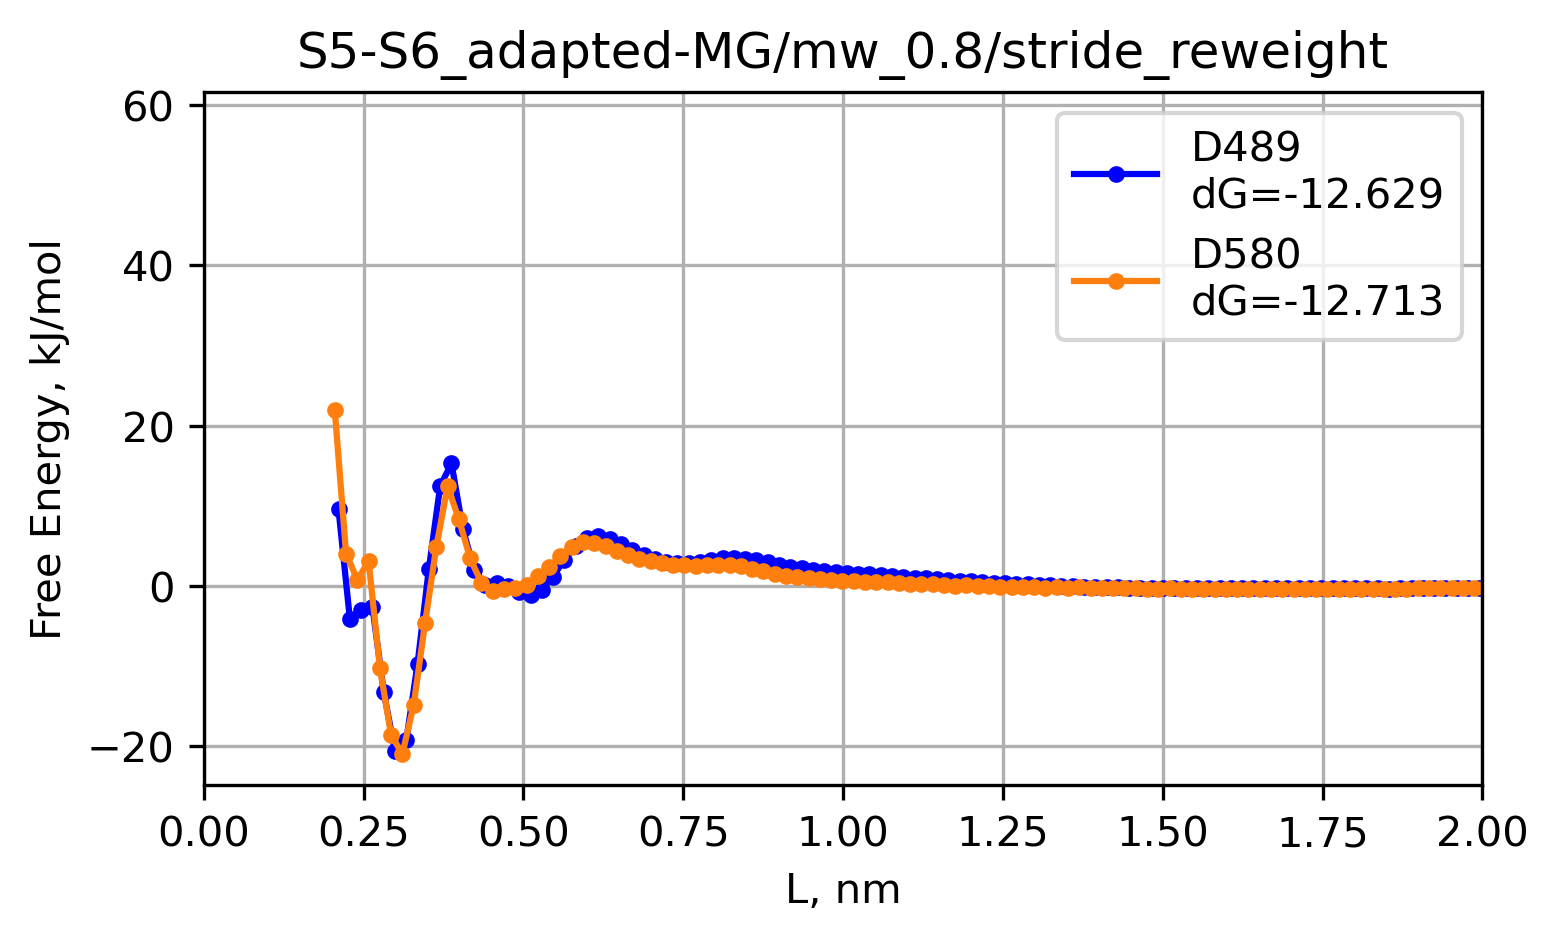 S5-S6_adapted-MG/mw_0.8/stride_reweight
60
40
20
0
−20
Free Energy, kJ/mol
D489
dG=-12.629
D580
dG=-12.713
0.00 0.25 0.50 0.75 1.00 1.25 1.50 1.75 2.00
L, nm